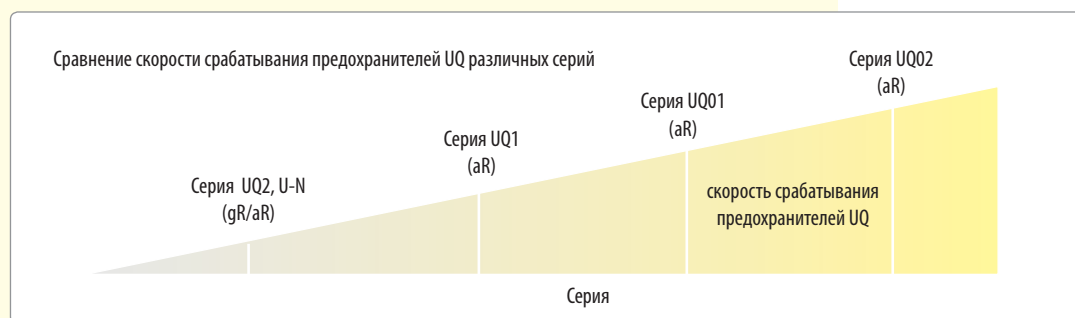 Сравнение скорости срабатывания предохранителей UQ различных серий
Серия UQ02
(aR)
Серия UQ01
(aR)
Серия UQ1
(aR)
Серия UQ2, U-N
(gR/aR)
скорость срабатывания
предохранителей UQ
Серия